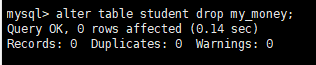 mysql> alter table student drop my_money;
Query OK, 0 rows affected (0.14 sec)
Records: 0  Duplicates: 0  Warnings: 0